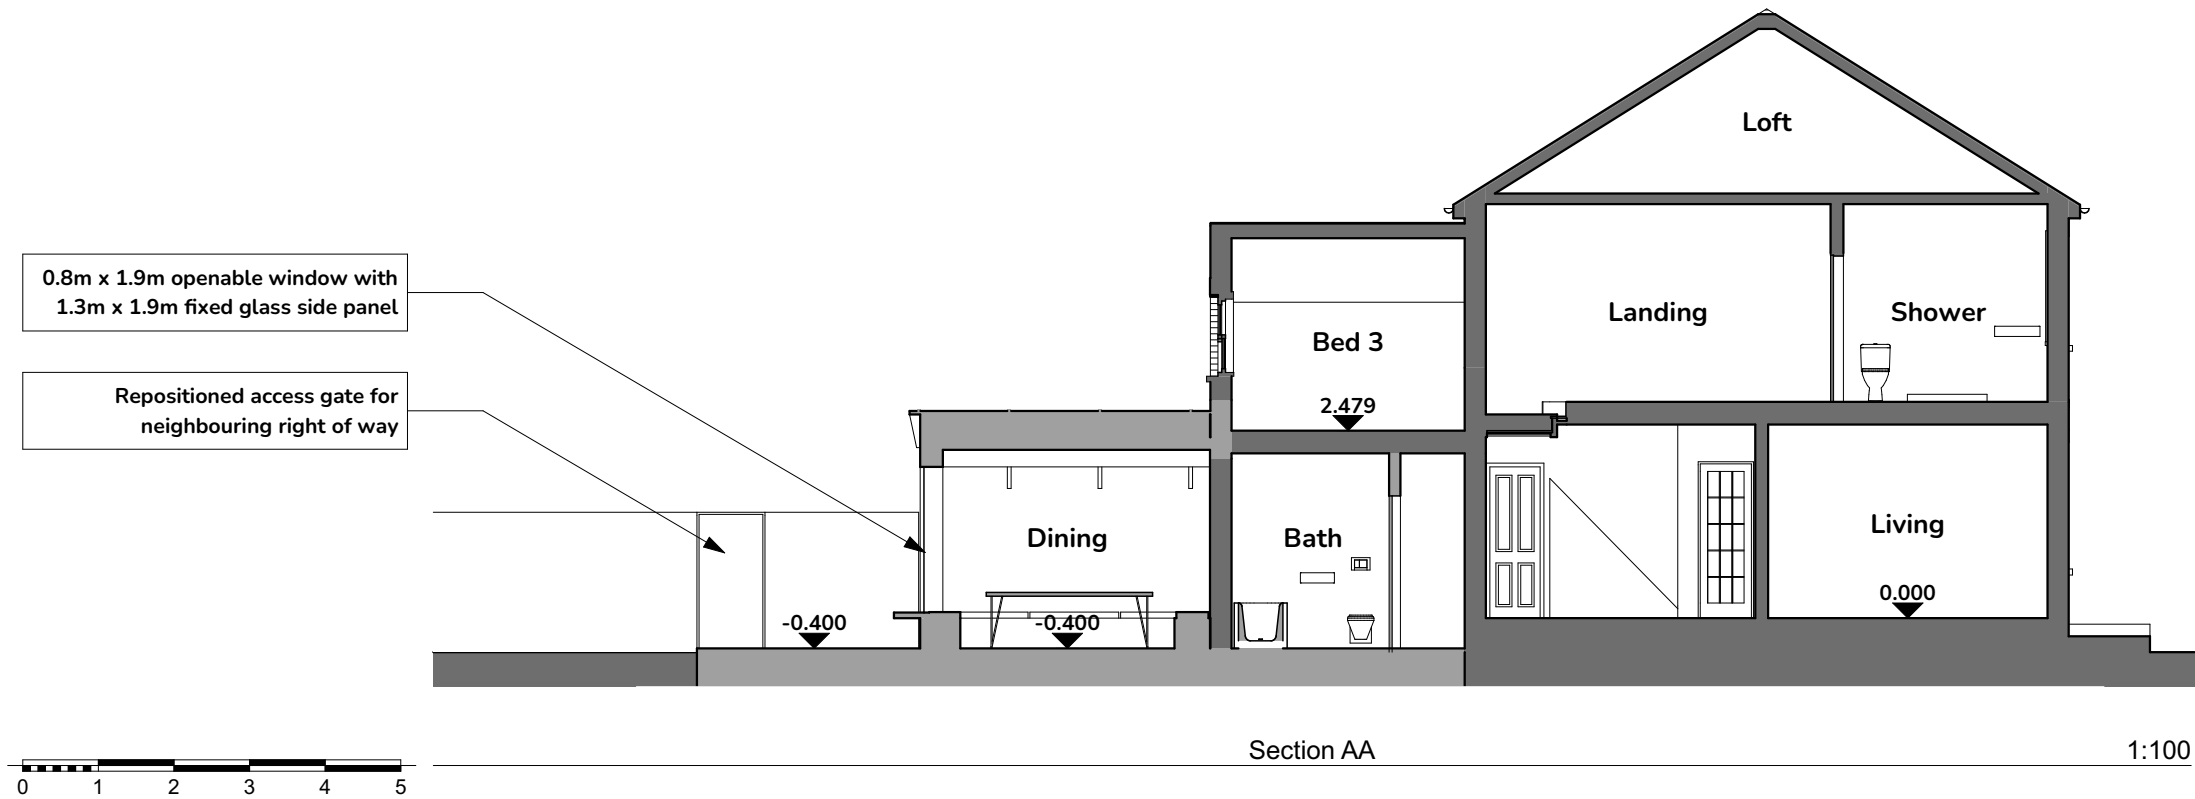 Loft
0.8m x 1.9m openable window with
1.3m x 1.9m fixed glass side panel
Landing
Shower
Bed 3
2.479
Repositioned access gate for
neighbouring right of way
Dining
Bath
Living
0.000
-0.400
-0.400
Section AA
1:100
0 1 2 3 4 5